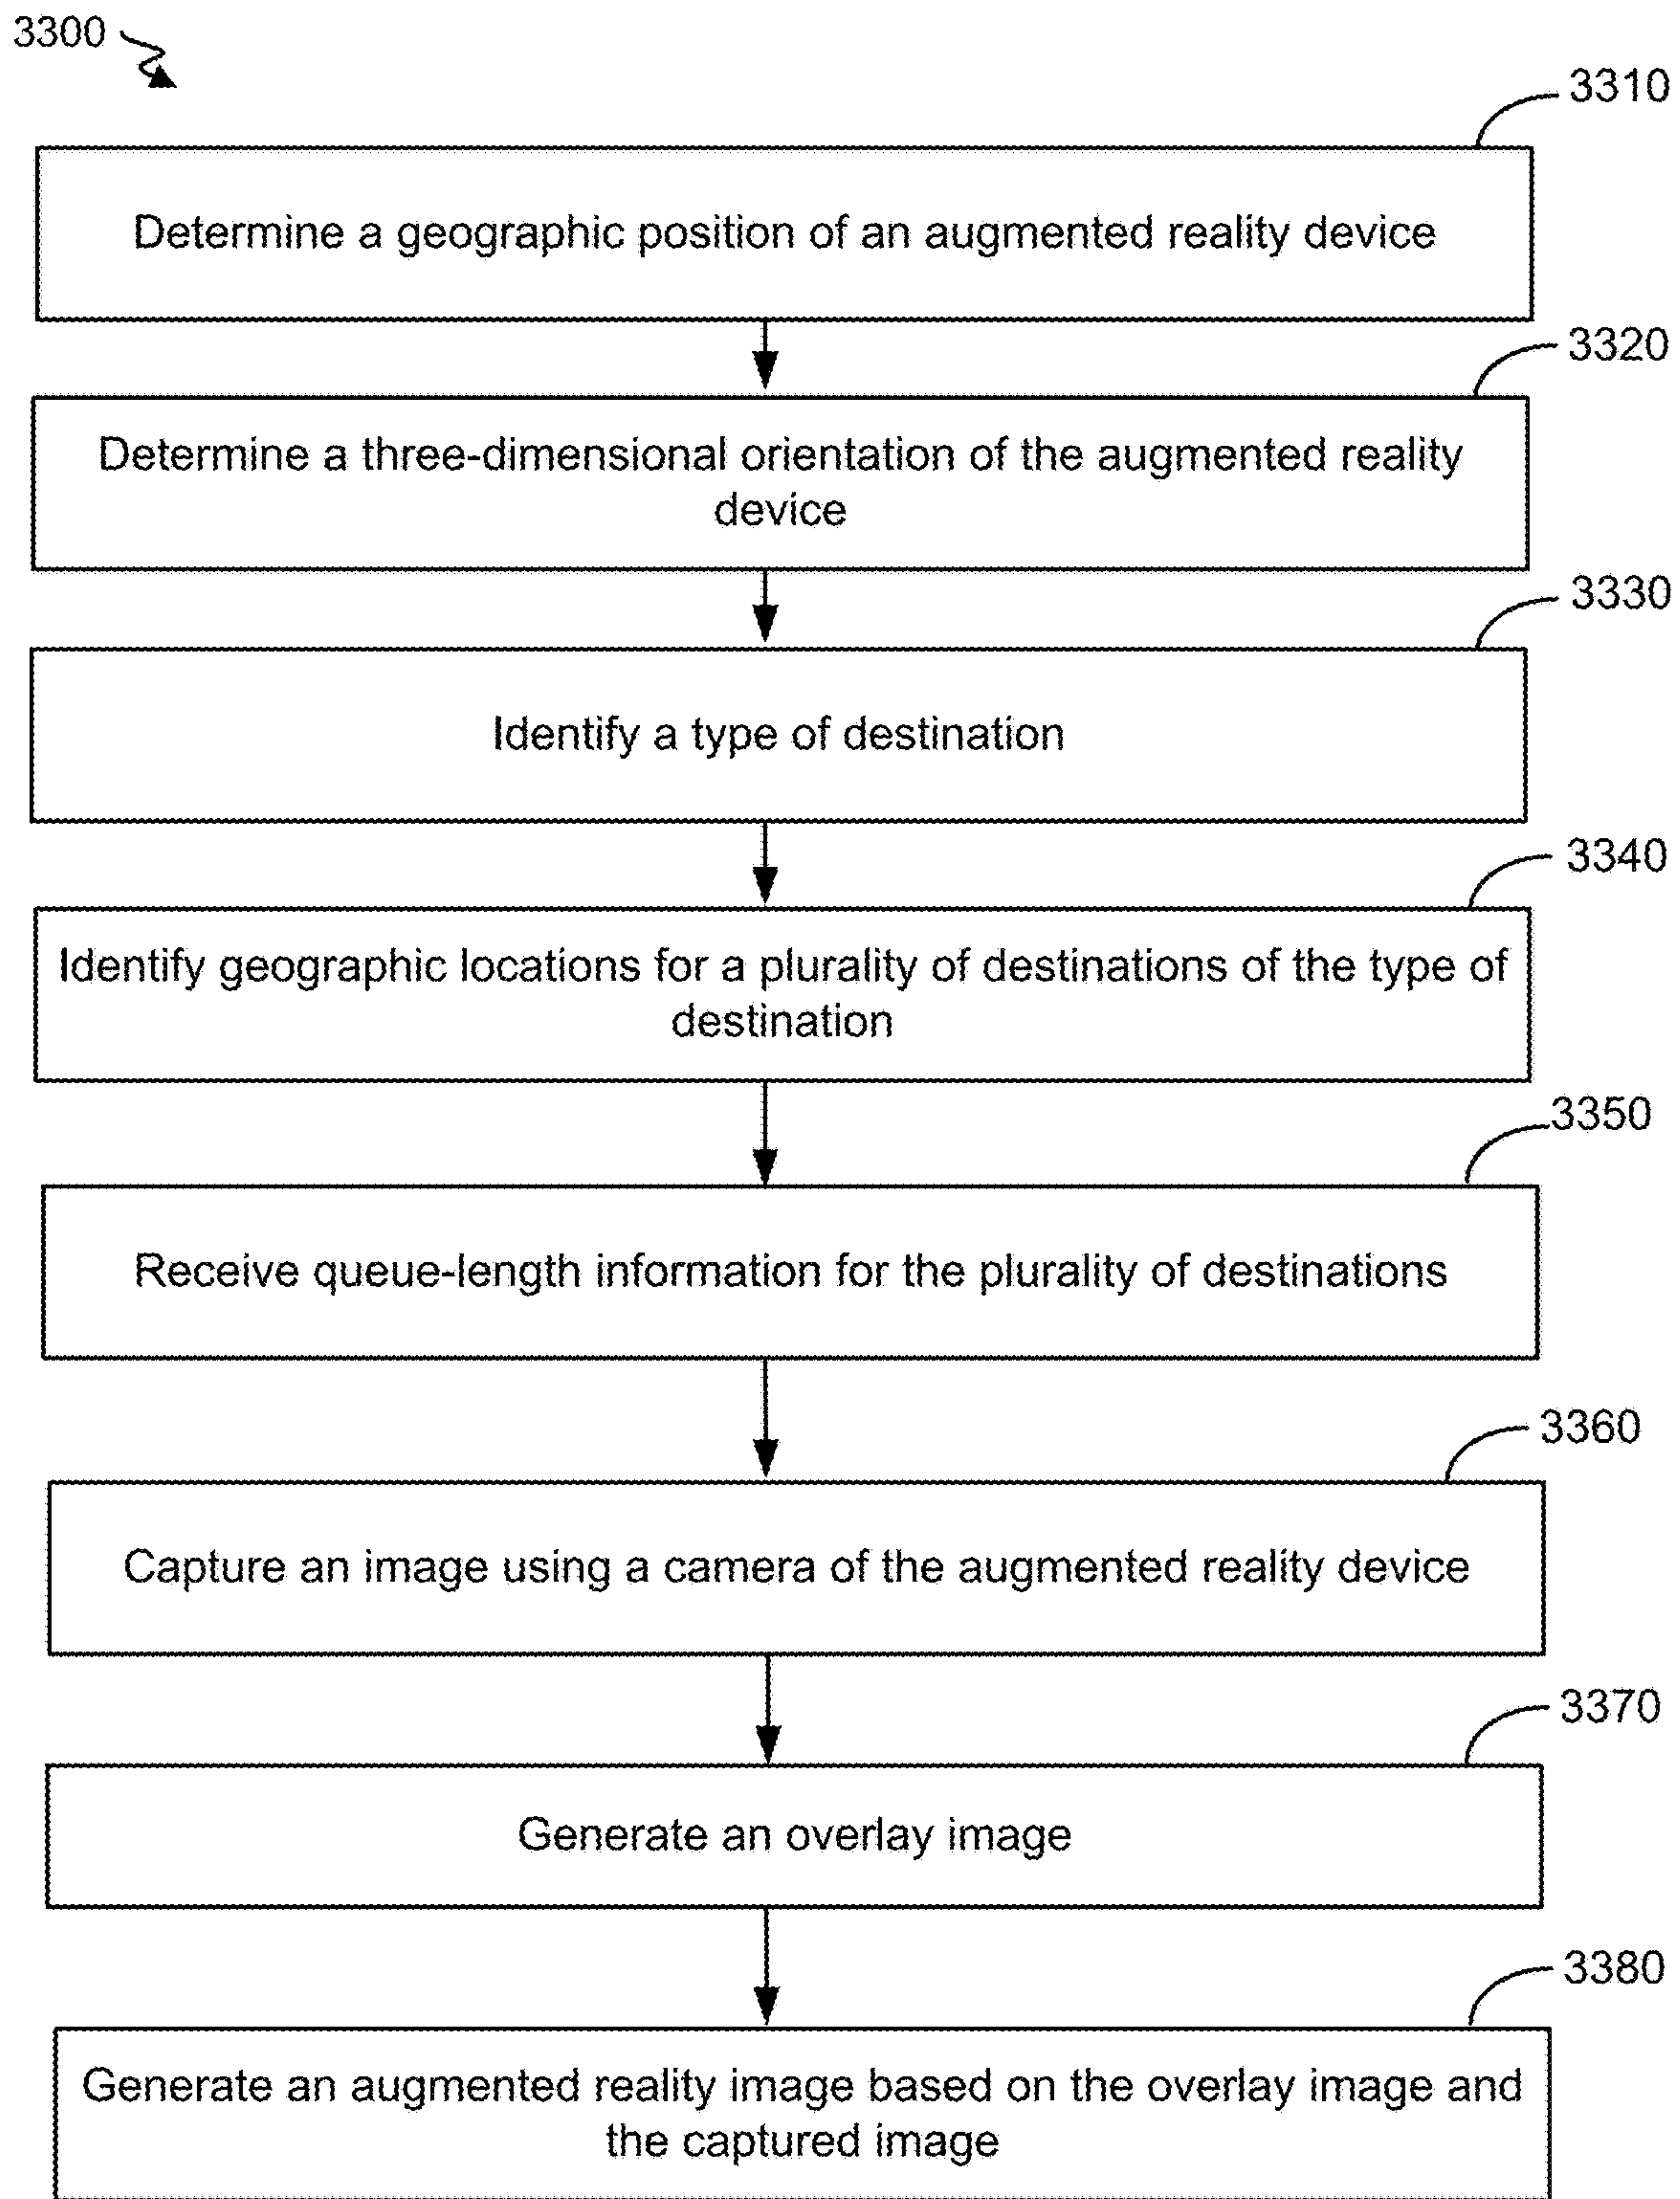 3300
3310
Determine a geographic position of an augmented reality device
3320
Determine a three-dimensional orientation of the augmented reality
device
3330
Identify a type of destination
3340
Identify geographic locations for a plurality of destinations of the type of
destination
3350
Receive queue-length information for the plurality of destinations
3360
Capture an image using a camera of the augmented reality device
3370
Generate an overlay image
3380
Generate an augmented reality image based on the overlay image and
the captured image